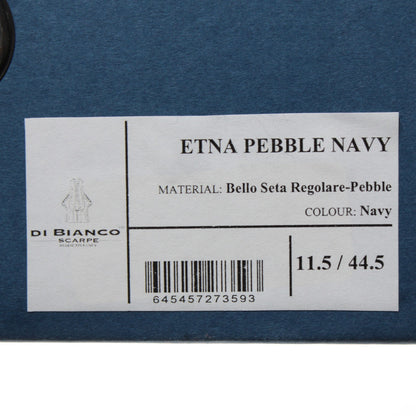 ETNA PEBBLE NAVY
MATERIAL: Bello Seta Regolare-Pebble
COLOUR: Navy
DI BIANCO
SCARPE
11.5 / 44.5
645457273593